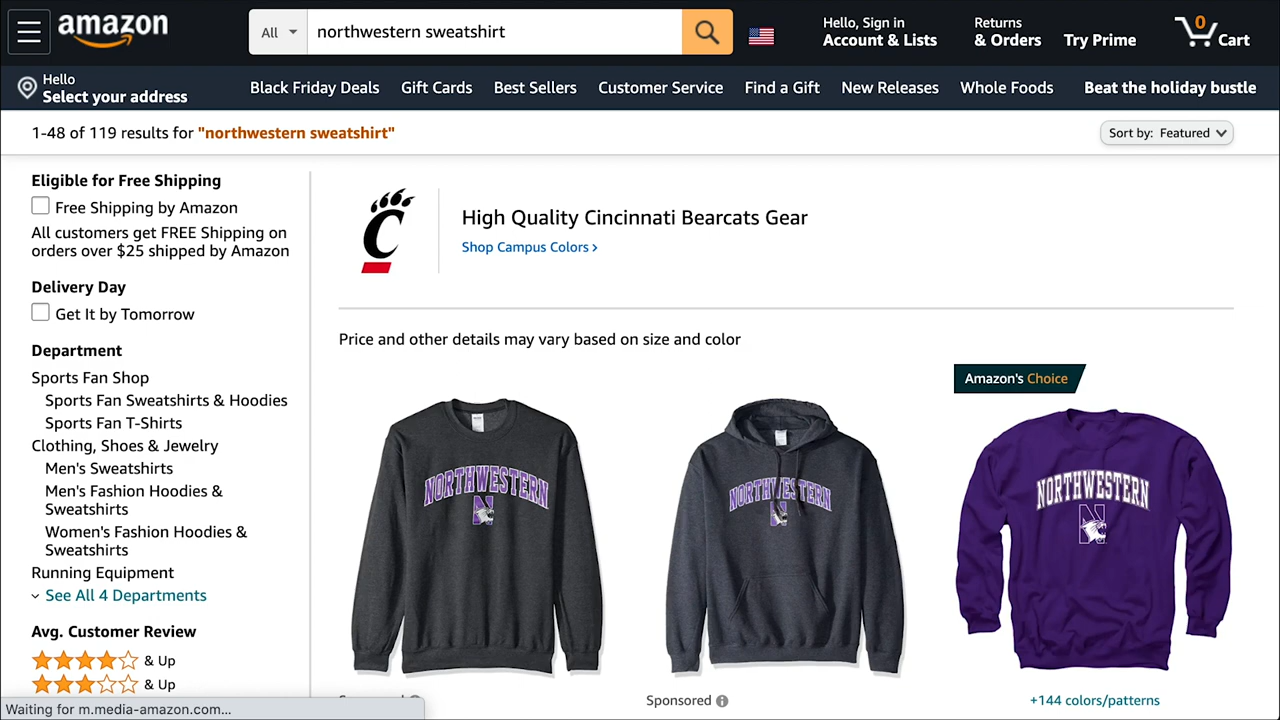 amazon
All
northwestern sweatshirt
Hello, Sign in
Account & Lists
Returns
& Orders
Try Prime
0
Cart
Hello
Select your address
Black Friday Deals
Gift Cards
Best Sellers
Customer Service
Find a Gift
New Releases
Whole Foods
Beat the holiday bustle
1-48 of 119 results for "northwestern sweatshirt"
Sort by: Featured
Eligible for Free Shipping
Free Shipping by Amazon
All customers get FREE Shipping on
orders over $25 shipped by Amazon
Delivery Day
Get It by Tomorrow
Department
Sports Fan Shop
Sports Fan Sweatshirts & Hoodies
Sports Fan T-Shirts
Clothing, Shoes & Jewelry
Men's Sweatshirts
Men's Fashion Hoodies &
Sweatshirts
Women's Fashion Hoodies &
Sweatshirts
Running Equipment
See All 4 Departments
Avg. Customer Review
& Up
& Up
C
High Quality Cincinnati Bearcats Gear
Shop Campus Colors ›
Price and other details may vary based on size and color
Amazon's Choice
NORTHWESTERN
N
NORTHWESTERN
N
NORTHWESTERN
N
Sponsored
+144 colors/patterns
Waiting for m.media-amazon.com...